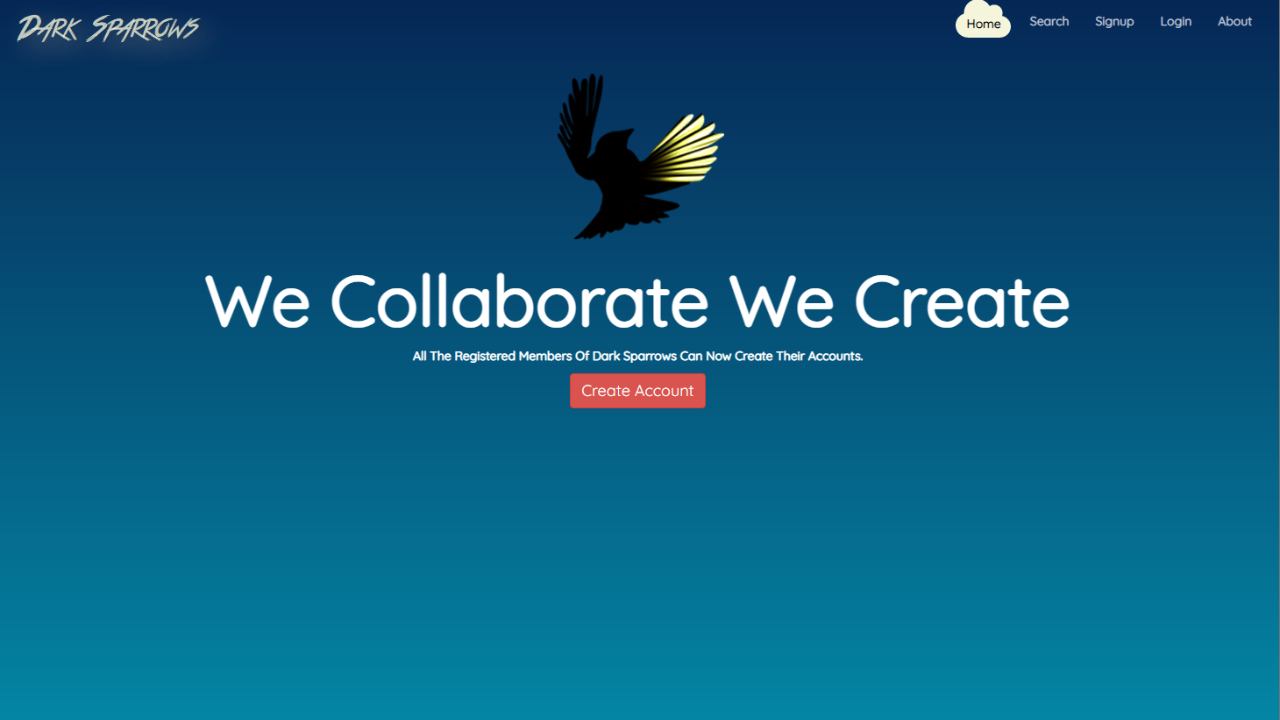 Dark Sparrows
Home
Search
Signup
Login
About
We Collaborate We Create
All The Registered Members Of Dark Sparrows Can Now Create Their Accounts.
Create Account